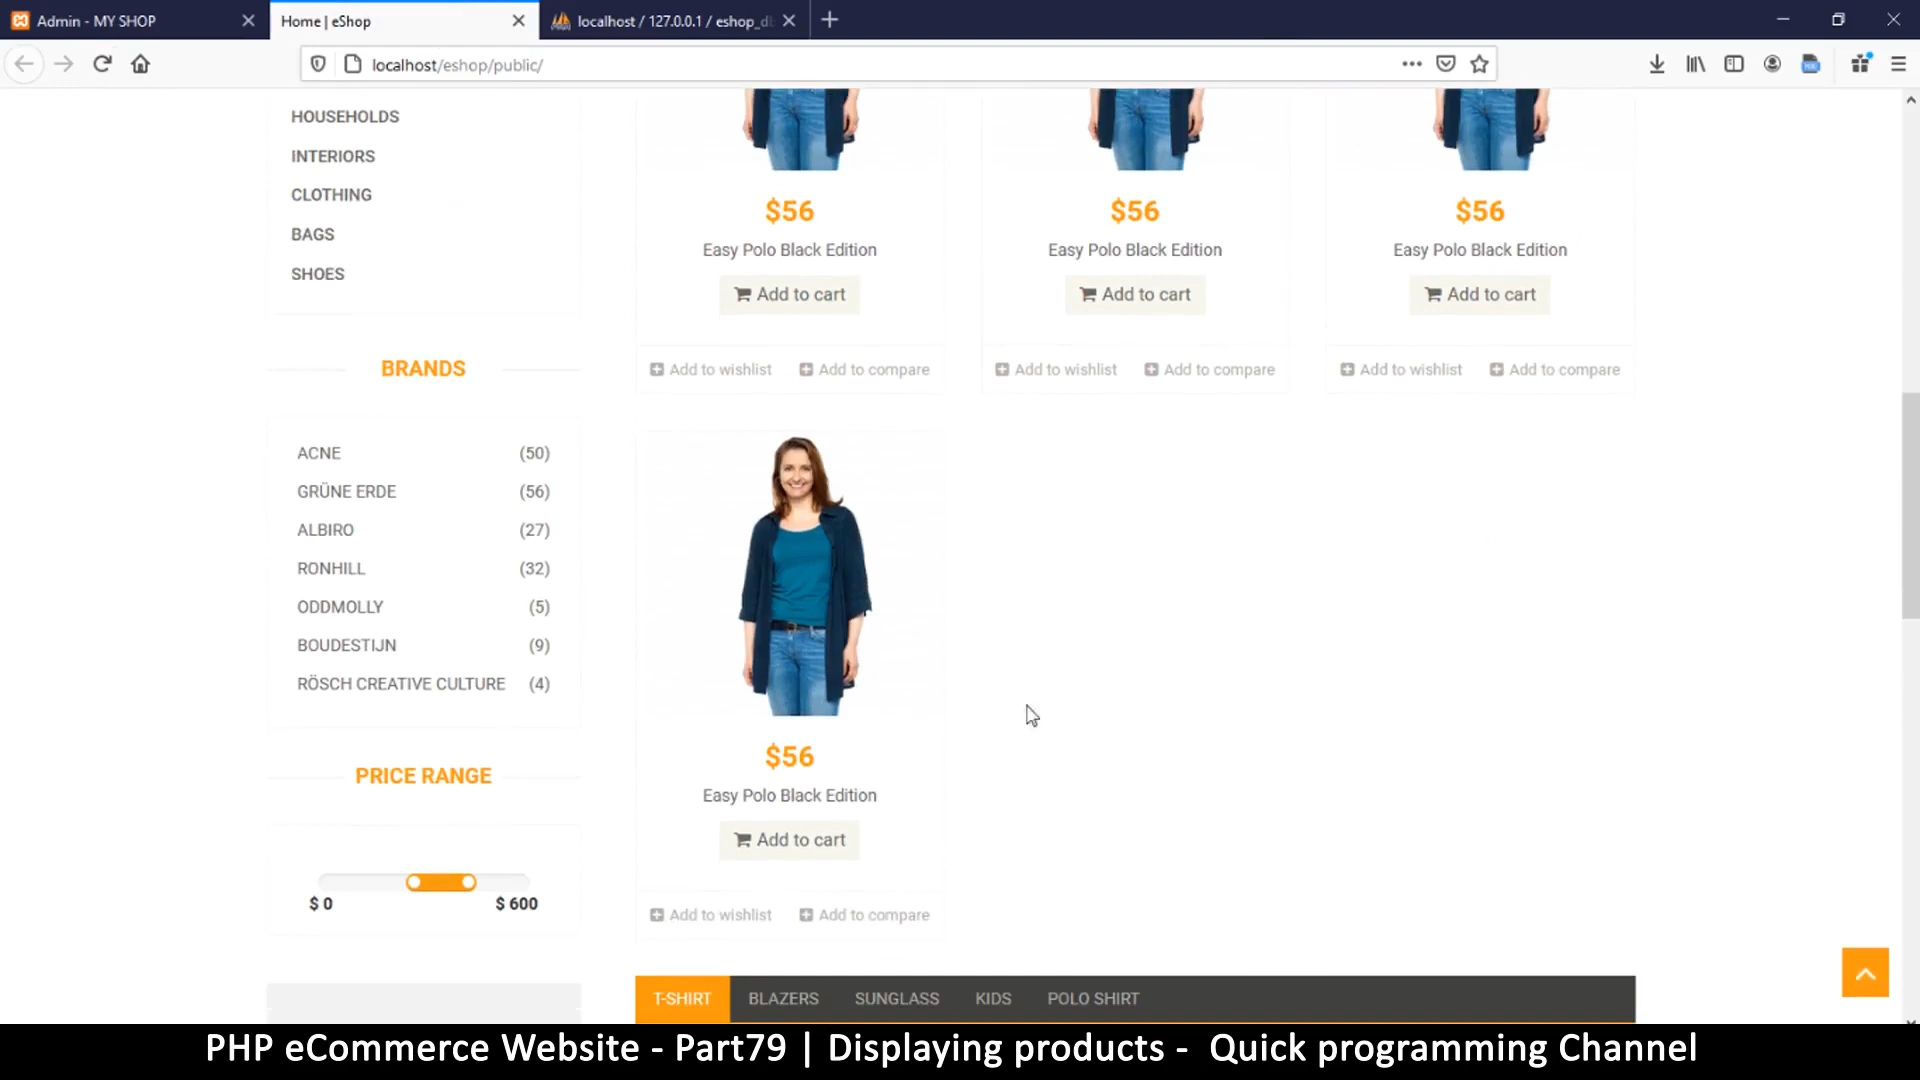 Admin - MY SHOP
Home | eShop
localhost / 127.0.0.1 / eshop_db
localhost/eshop/public/
HOUSEHOLDS
INTERIORS
CLOTHING
BAGS
SHOES
$56 $56 $56
Easy Polo Black Edition Easy Polo Black Edition Easy Polo Black Edition
Add to cart Add to cart Add to cart
Add to wishlist Add to compare Add to wishlist Add to compare Add to wishlist Add to compare
BRANDS
ACNE (50)
GRÜNE ERDE (56)
ALBIRO (27)
RONHILL (32)
ODDMOLLY (5)
BOUDESTIJN (9)
RÖSCH CREATIVE CULTURE (4)
PRICE RANGE
$ 0 $ 600
$56
Easy Polo Black Edition
Add to cart
Add to wishlist Add to compare
T-SHIRT BLAZERS SUNGLASS KIDS POLO SHIRT
PHP eCommerce Website - Part79 | Displaying products - Quick programming Channel